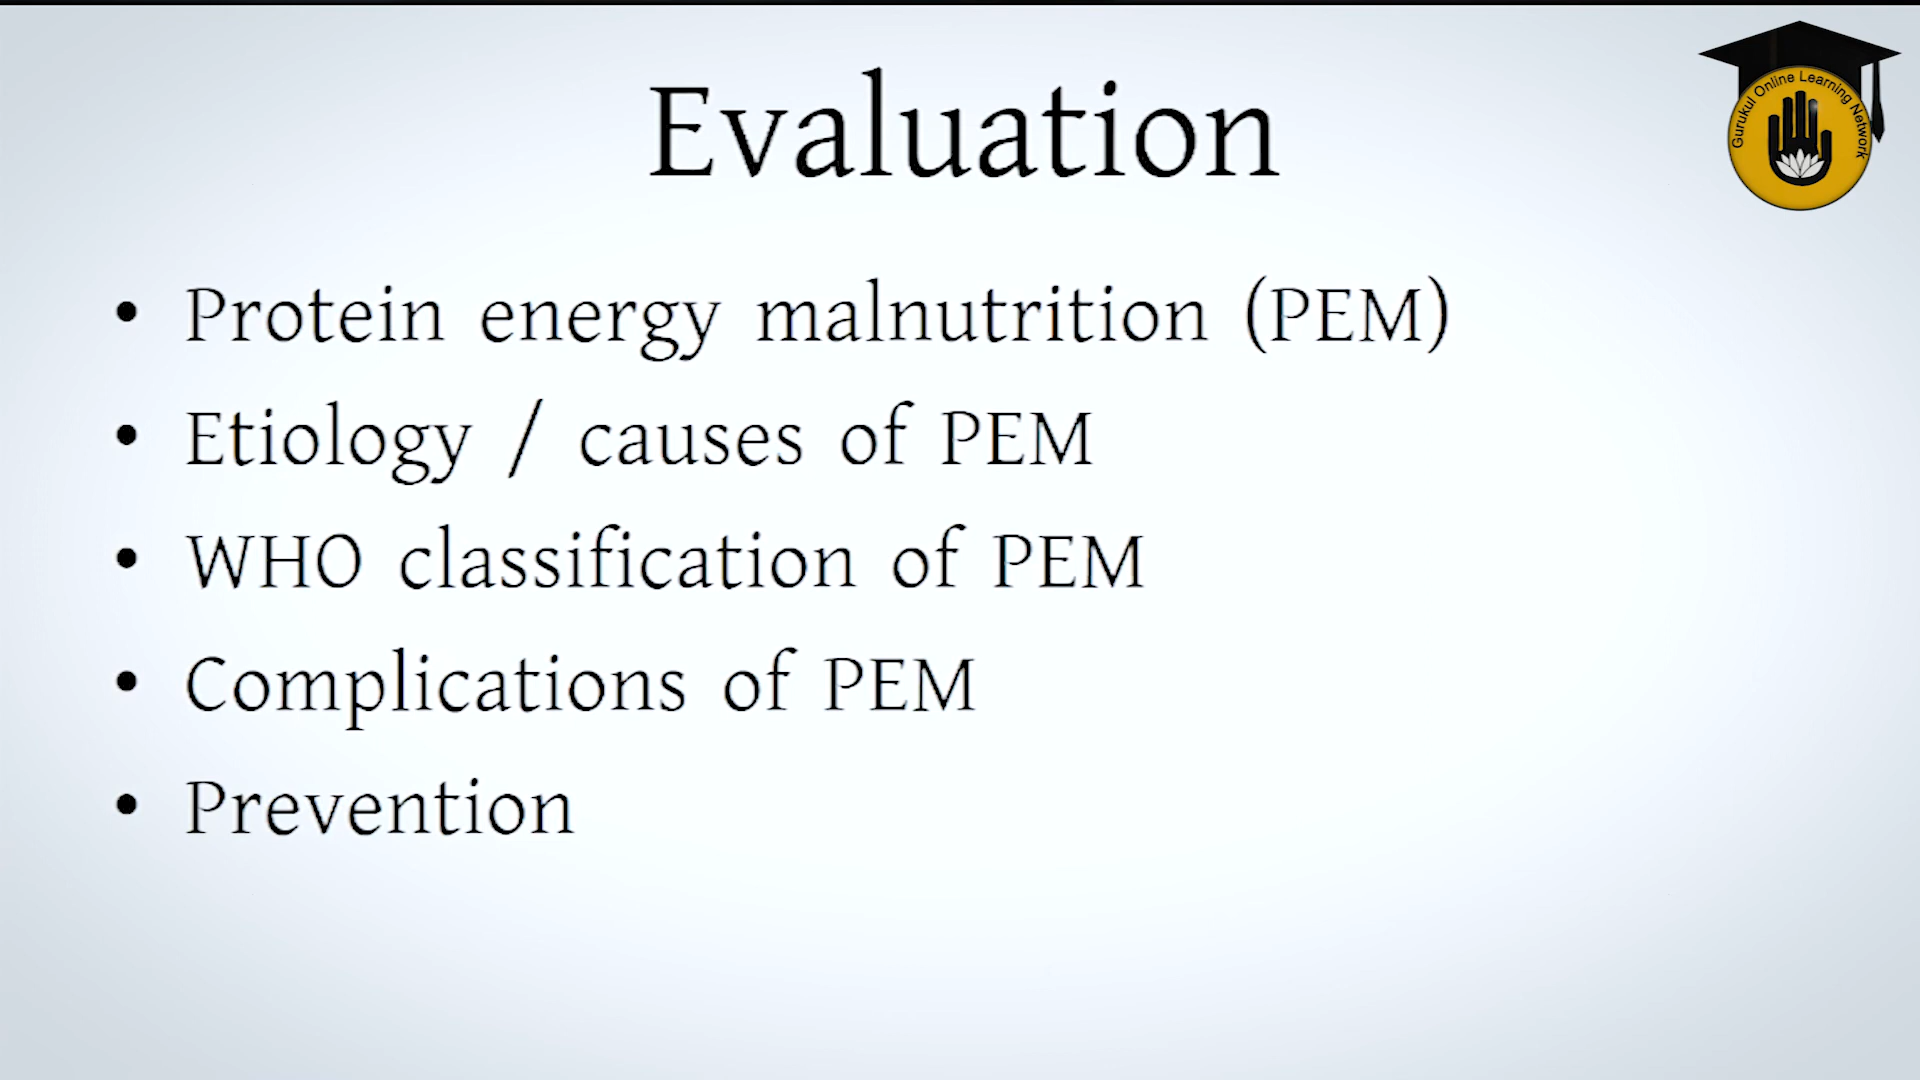 Evaluation
Gurukul Online Learning Network
• Protein energy malnutrition (PEM)
• Etiology / causes of PEM
• WHO classification of PEM
• Complications of PEM
• Prevention